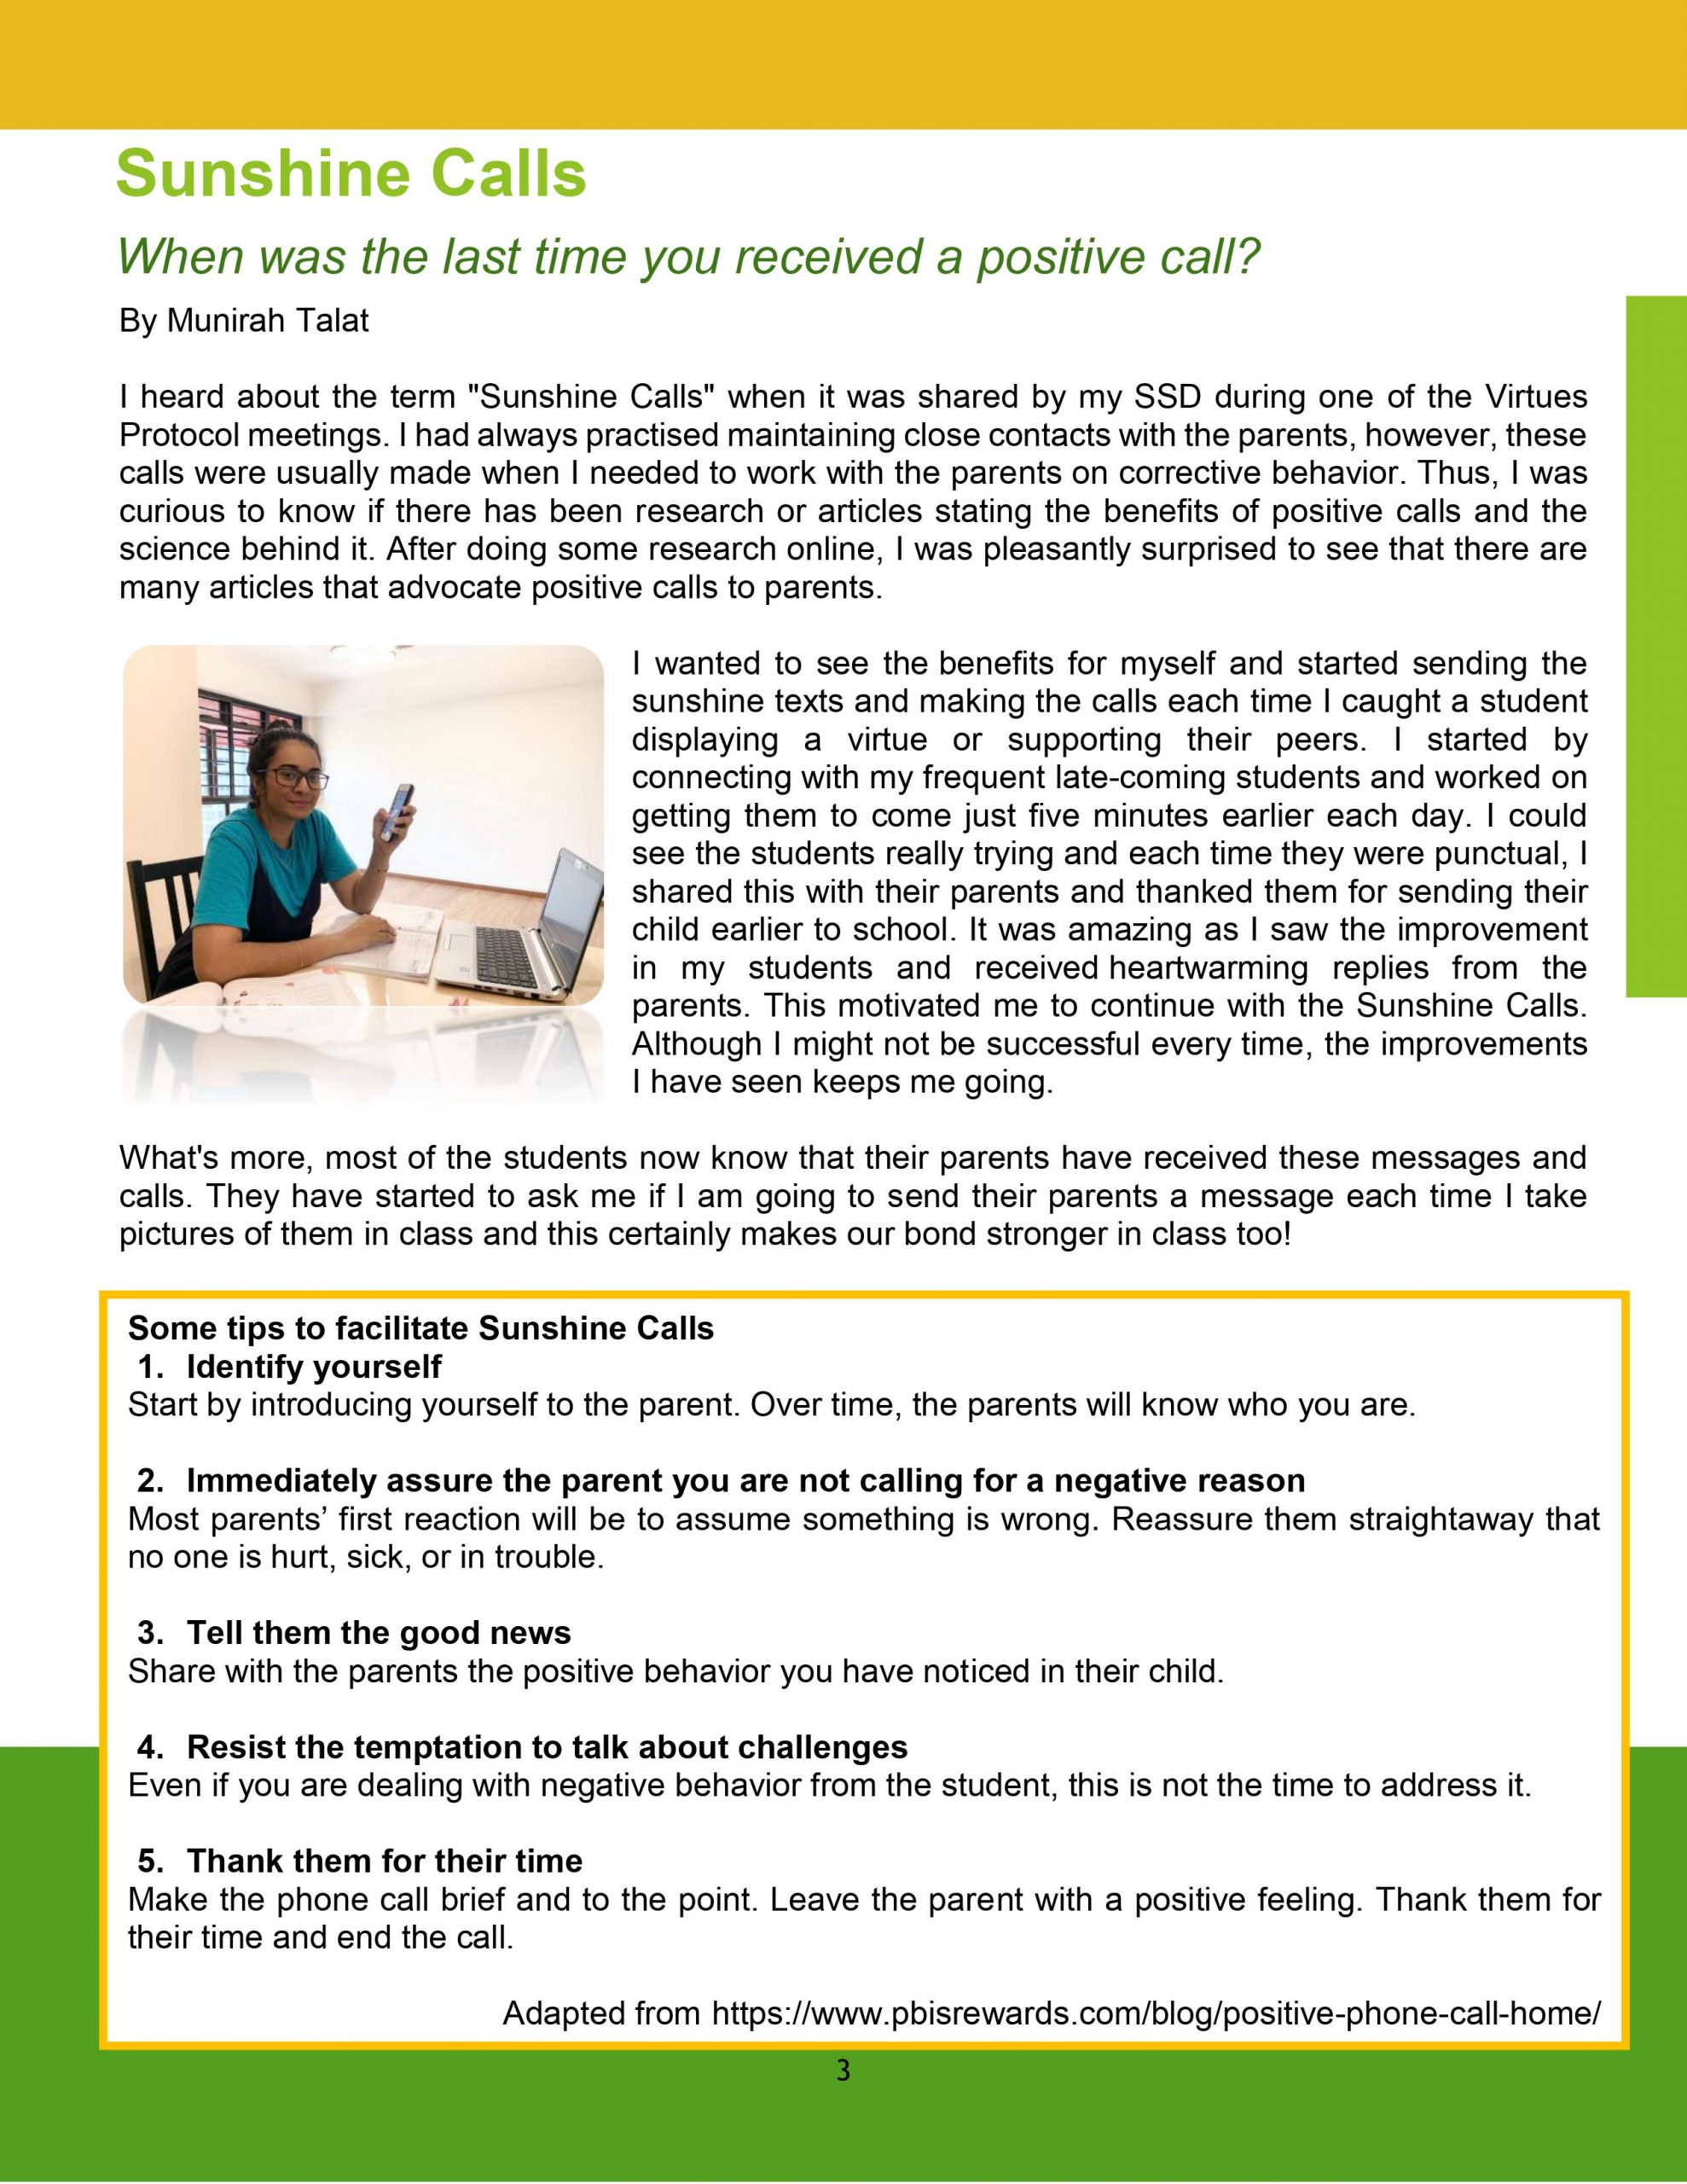 Sunshine Calls
When was the last time you received a positive call?
By Munirah Talat
I heard about the term "Sunshine Calls" when it was shared by my SSD during one of the Virtues
Protocol meetings. I had always practised maintaining close contacts with the parents, however, these
calls were usually made when I needed to work with the parents on corrective behavior. Thus, I was
curious to know if there has been research or articles stating the benefits of positive calls and the
science behind it. After doing some research online, I was pleasantly surprised to see that there are
many articles that advocate positive calls to parents.
I wanted to see the benefits for myself and started sending the
sunshine texts and making the calls each time I caught a student
displaying a virtue or supporting their peers. I started by
connecting with my frequent late-coming students and worked on
getting them to come just five minutes earlier each day. I could
see the students really trying and each time they were punctual, I
shared this with their parents and thanked them for sending their
child earlier to school. It was amazing as I saw the improvement
in my students and received heartwarming replies from the
parents. This motivated me to continue with the Sunshine Calls.
Although I might not be successful every time, the improvements
I have seen keeps me going.
What's more, most of the students now know that their parents have received these messages and
calls. They have started to ask me if I am going to send their parents a message each time I take
pictures of them in class and this certainly makes our bond stronger in class too!
Some tips to facilitate Sunshine Calls
1. Identify yourself
Start by introducing yourself to the parent. Over time, the parents will know who you are.
2. Immediately assure the parent you are not calling for a negative reason
Most parents’ first reaction will be to assume something is wrong. Reassure them straightaway that
no one is hurt, sick, or in trouble.
3. Tell them the good news
Share with the parents the positive behavior you have noticed in their child.
4. Resist the temptation to talk about challenges
Even if you are dealing with negative behavior from the student, this is not the time to address it.
5. Thank them for their time
Make the phone call brief and to the point. Leave the parent with a positive feeling. Thank them for
their time and end the call.
Adapted from https://www.pbisrewards.com/blog/positive-phone-call-home/
3